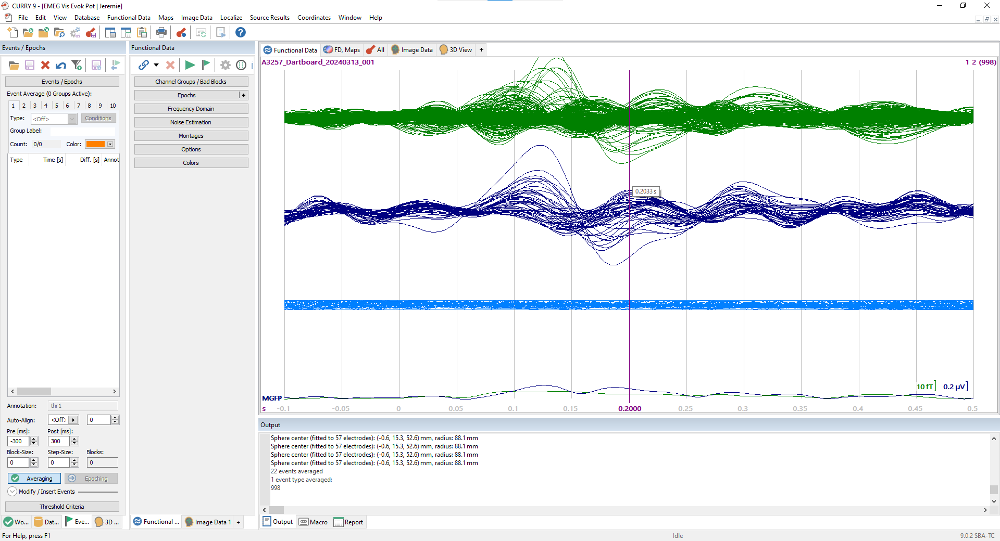 CURRY 9 - [EMEG Vis Evok Pot | Jeremie]
File Edit View Database Functional Data Maps Image Data Localize Source Results Coordinates Window Help
Events / Epochs
Events / Epochs
Event Average (0 Groups Active):
1 2 3 4 5 6 7 8 9 10
Type: <Off> Conditions
Group Label:
Count: 0/0 Color:
Type Time [s] Diff. [s] Annot
Annotation: thr1
Auto-Align: <Off> 0
Pre [ms]: Post [ms]:
-300 300
Block-Size: Step-Size: Blocks:
0 0 0
Averaging Epoching
Modify / Insert Events
Threshold Criteria
Wo... Dat... Eve... 3D ...
Functional Data
Channel Groups / Bad Blocks
Epochs +
Frequency Domain
Noise Estimation
Montages
Options
Colors
Functional ... Image Data 1 +
Functional Data FD, Maps All Image Data 3D View +
A3257_Dartboard_20240313_001 1 2 (998)
0.2033 s
10 fT 0.2 µV
MGFP
s -0.1 -0.05 0 0.05 0.1 0.15 0.2000 0.25 0.3 0.35 0.4 0.45 0.5
Output
Sphere center (fitted to 57 electrodes): (-0.6, 15.3, 52.6) mm, radius: 88.1 mm
Sphere center (fitted to 57 electrodes): (-0.6, 15.3, 52.6) mm, radius: 88.1 mm
Sphere center (fitted to 57 electrodes): (-0.6, 15.3, 52.6) mm, radius: 88.1 mm
Sphere center (fitted to 57 electrodes): (-0.6, 15.3, 52.6) mm, radius: 88.1 mm
22 events averaged
1 event type averaged:
998
Output Macro Report
For Help, press F1 Idle 9.0.2 SBA-TC